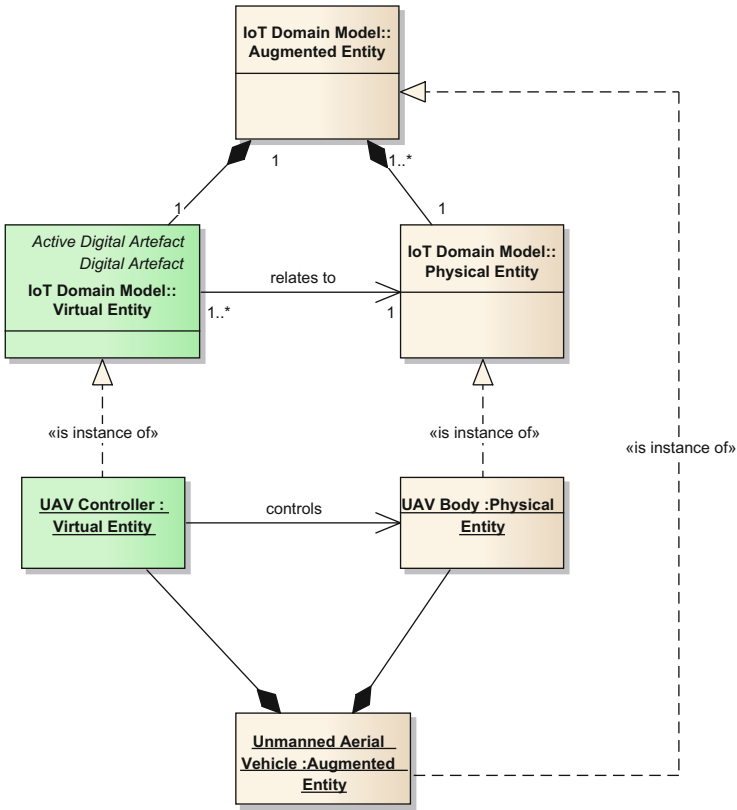 IoT Domain Model::
Augmented Entity
1
1..*
1
1
Active Digital Artefact
Digital Artefact
IoT Domain Model::
Virtual Entity
relates to
1..*
1
IoT Domain Model::
Physical Entity
«is instance of»
«is instance of»
«is instance of»
UAV Controller :
Virtual Entity
controls
UAV Body :Physical
Entity
Unmanned Aerial
Vehicle :Augmented
Entity